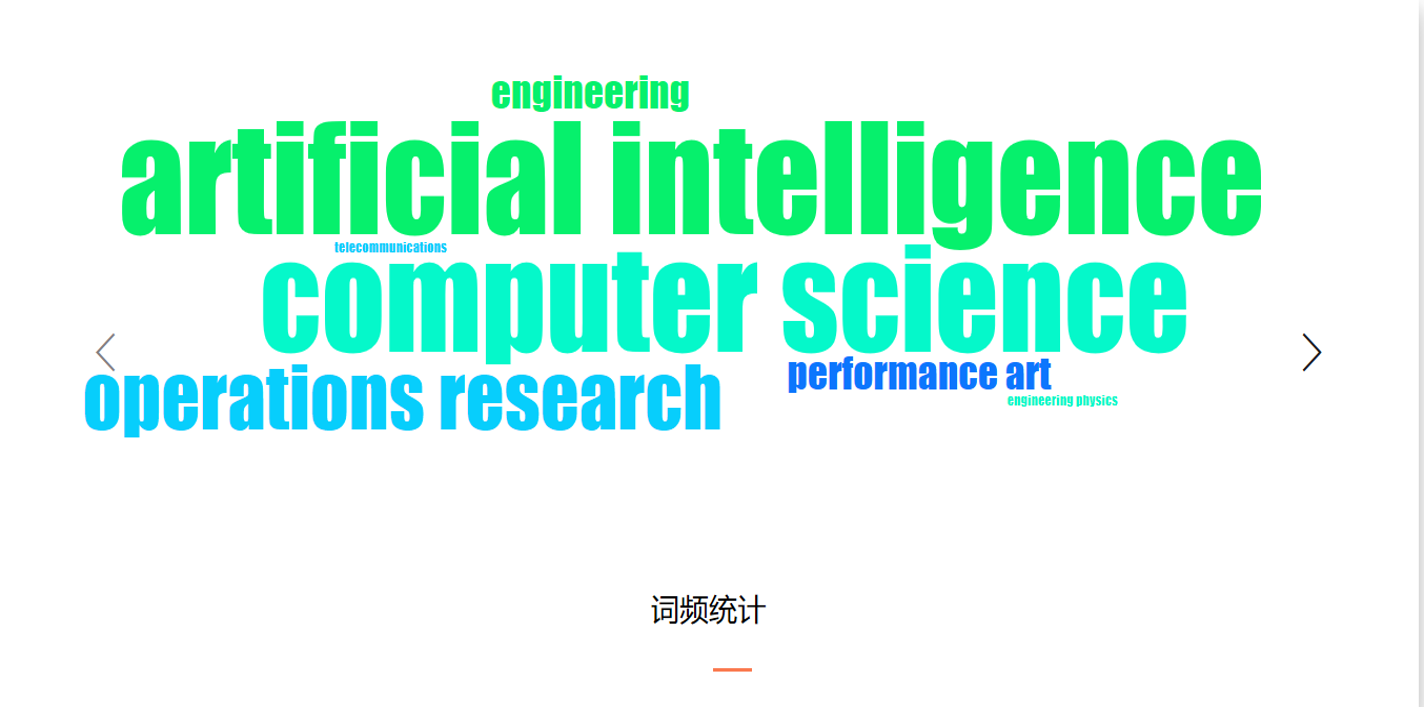 engineering
artificial intelligence
telecommunications
computer science
performance art
operations research
engineering physics
词频统计